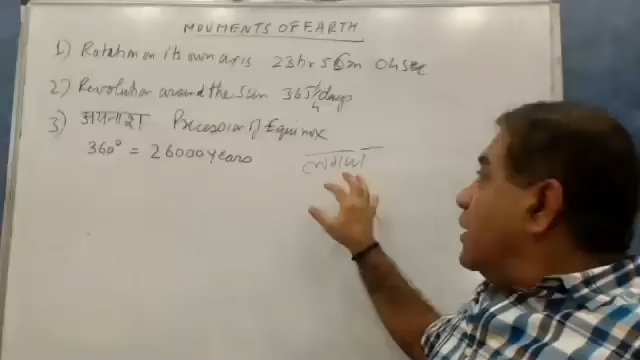 MOVMENTS OF EARTH
1) Rotation on its own axis 23hr 56m 04sec
2) Revolution around the Sun 365 1/4 days
3) अयनांश Precession of Equinox
360° = 26000 years